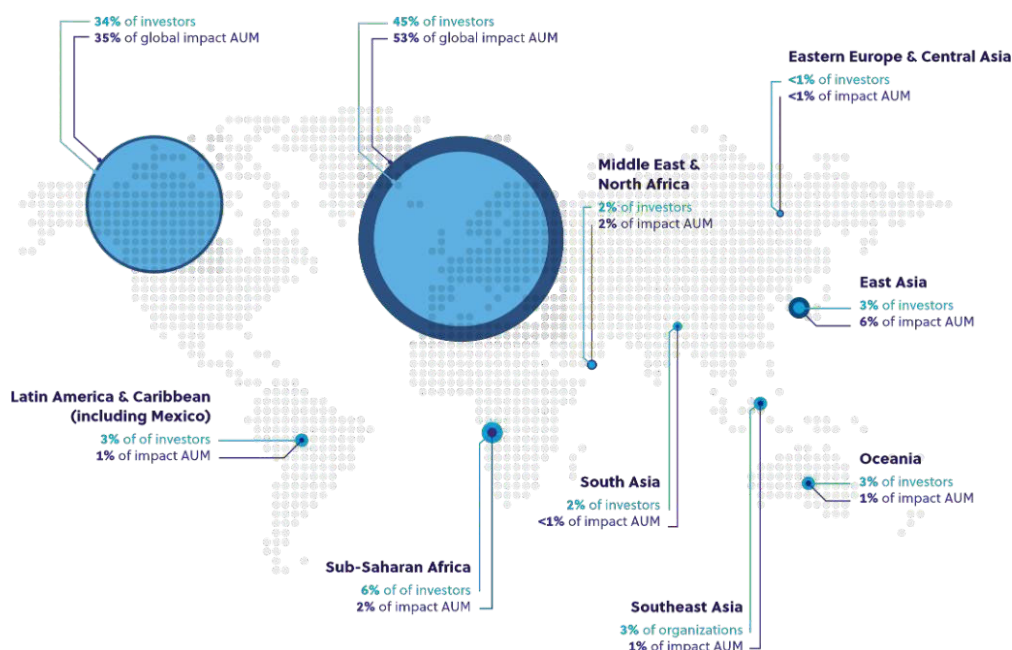 34% of investors
35% of global impact AUM
45% of investors
53% of global impact AUM
Eastern Europe & Central Asia
<1% of investors
<1% of impact AUM
Middle East &
North Africa
2% of investors
2% of impact AUM
East Asia
3% of investors
6% of impact AUM
Latin America & Caribbean
(including Mexico)
3% of of investors
1% of impact AUM
South Asia
2% of investors
<1% of impact AUM
Oceania
3% of investors
1% of impact AUM
Sub-Saharan Africa
6% of of investors
2% of impact AUM
Southeast Asia
3% of organizations
1% of impact AUM